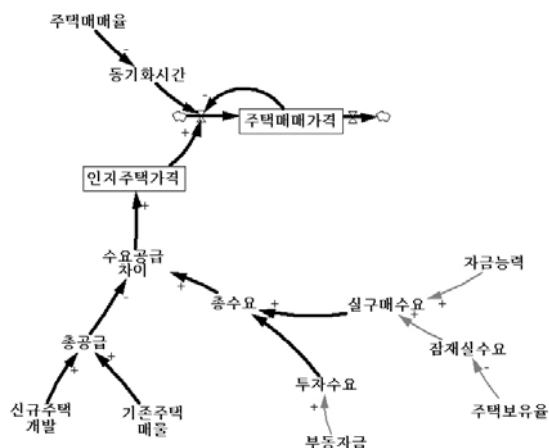 주택매매율
-
동기화시간
-
+
주택매매가격
인지주택가격
+
수요공급
차이
-
+
총수요
+
실구매수요
+
+
자금능력
잠재실수요
-
주택보유율
총공급
+
+
신규주택
개발
기존주택
매물
투자수요
+
부동자금